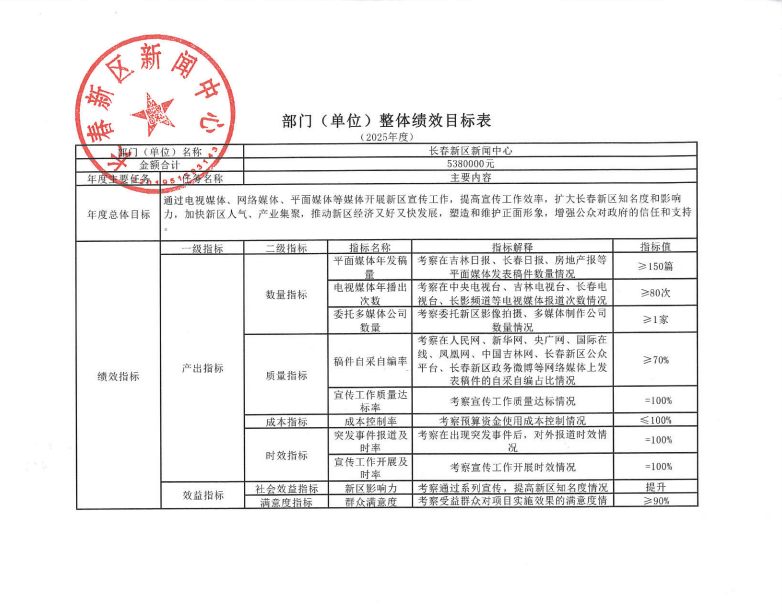 长春新区新闻中心
部门（单位）整体绩效目标表
（2025年度）
部门（单位）名称 长春新区新闻中心
金额合计 5380000元
年度主要任务 任务名称 主要内容
年度总体目标
通过电视媒体、网络媒体、平面媒体等媒体开展新区宣传工作，提高宣传工作效率，扩大长春新区知名度和影响
力，加快新区人气、产业集聚，推动新区经济又好又快发展，塑造和维护正面形象，增强公众对政府的信任和支持
。
绩效指标
一级指标 二级指标 指标名称 指标解释 指标值
产出指标
数量指标
平面媒体年发稿
量
考察在吉林日报、长春日报、房地产报等
平面媒体发表稿件数量情况
≥150篇
电视媒体年播出
次数
考察在中央电视台、吉林电视台、长春电
视台、长影频道等电视媒体报道次数情况
≥80次
委托多媒体公司
数量
考察委托新区影像拍摄、多媒体制作公司
数量情况
≥1家
质量指标
稿件自采自编率
考察在人民网、新华网、央广网、国际在
线、凤凰网、中国吉林网、长春新区公众
平台、长春新区政务微博等网络媒体上发
表稿件的自采自编占比情况
≥70%
宣传工作质量达
标率
考察宣传工作质量达标情况
=100%
成本指标 成本控制率 考察预算资金使用成本控制情况 ≤100%
时效指标
突发事件报道及
时率
考察在出现突发事件后，对外报道时效情
况
=100%
宣传工作开展及
时率
考察宣传工作开展时效情况
=100%
效益指标
社会效益指标 新区影响力 考察通过系列宣传，提高新区知名度情况 提升
满意度指标 群众满意度 考察受益群众对项目实施效果的满意度情 ≥90%